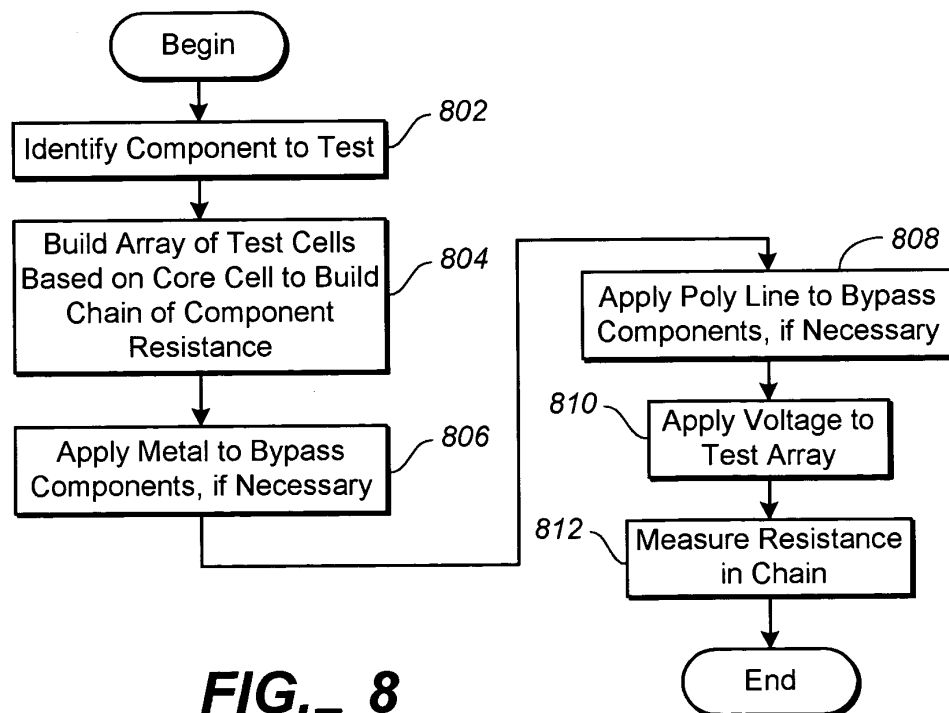 Begin
802
Identify Component to Test
Build Array of Test Cells
Based on Core Cell to Build
Chain of Component
Resistance
804
Apply Metal to Bypass
Components, if Necessary
806
808
Apply Poly Line to Bypass
Components, if Necessary
810
Apply Voltage to
Test Array
812
Measure Resistance
in Chain
End
FIG._ 8